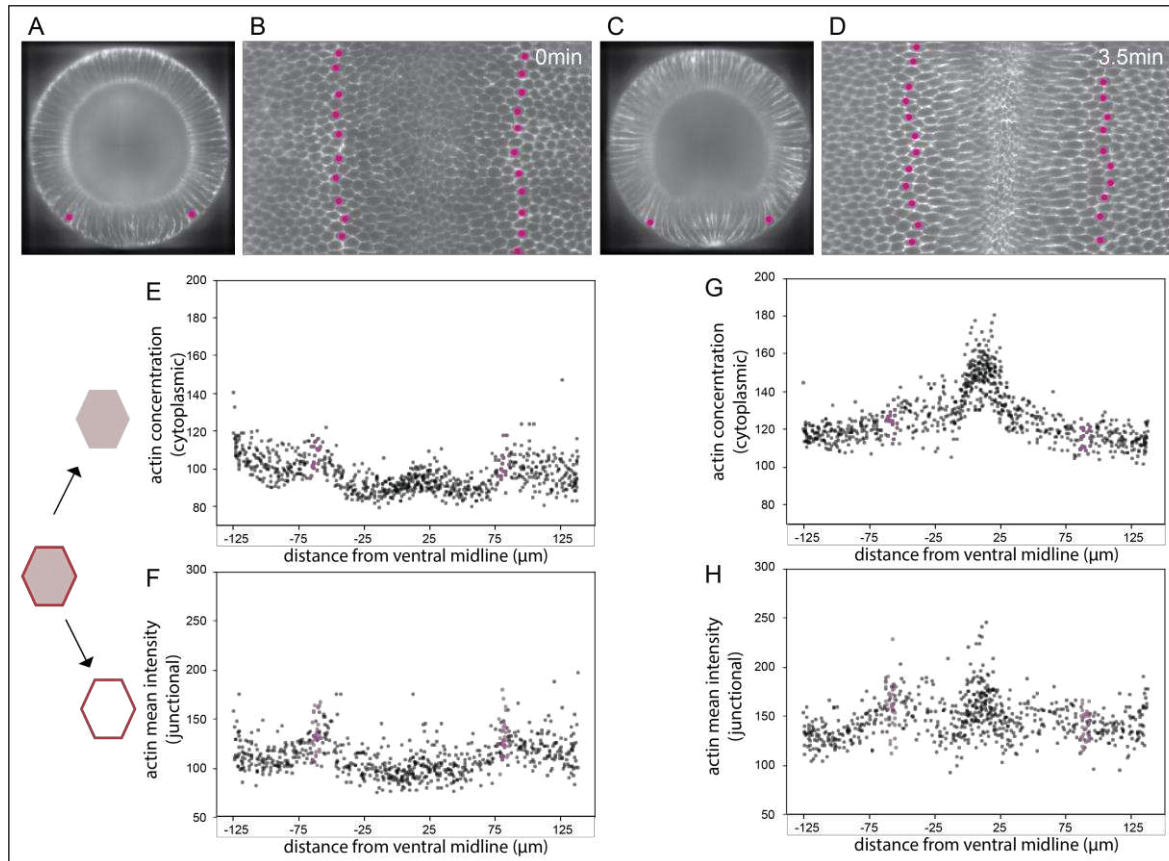 A
B
0min
C
D
3.5min
E
actin concerntration
(cytoplasmic)
200
180
160
140
120
100
80
-125
-75
-25
25
75
125
distance from ventral midline (µm)
G
actin concentration
(cytoplasmic)
200
180
160
140
120
100
80
-125
-75
-25
25
75
125
distance from ventral midline (µm)
F
actin mean intensity
(junctional)
300
250
200
150
100
50
-125
-75
-25
25
75
125
distance from ventral midline (µm)
H
actin mean intensity
(junctional)
300
250
200
150
100
50
-125
-75
-25
25
75
125
distance from ventral midline (µm)